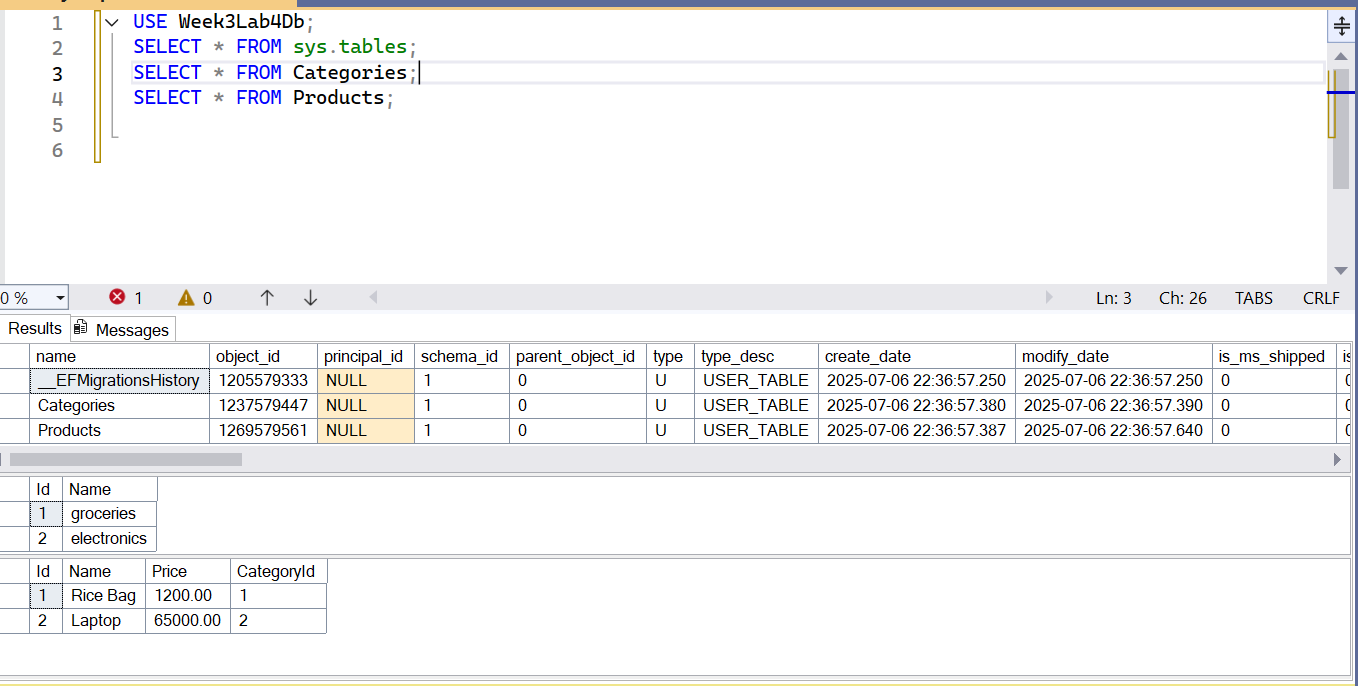 1 USE Week3Lab4Db;
2 SELECT * FROM sys.tables;
3 SELECT * FROM Categories;
4 SELECT * FROM Products;
5
6
0 % 1 0 Ln: 3 Ch: 26 TABS CRLF
Results Messages
name object_id principal_id schema_id parent_object_id type type_desc create_date modify_date is_ms_shipped
__EFMigrationsHistory 1205579333 NULL 1 0 U USER_TABLE 2025-07-06 22:36:57.250 2025-07-06 22:36:57.250 0
Categories 1237579447 NULL 1 0 U USER_TABLE 2025-07-06 22:36:57.380 2025-07-06 22:36:57.390 0
Products 1269579561 NULL 1 0 U USER_TABLE 2025-07-06 22:36:57.387 2025-07-06 22:36:57.640 0
Id Name
1 groceries
2 electronics
Id Name Price CategoryId
1 Rice Bag 1200.00 1
2 Laptop 65000.00 2